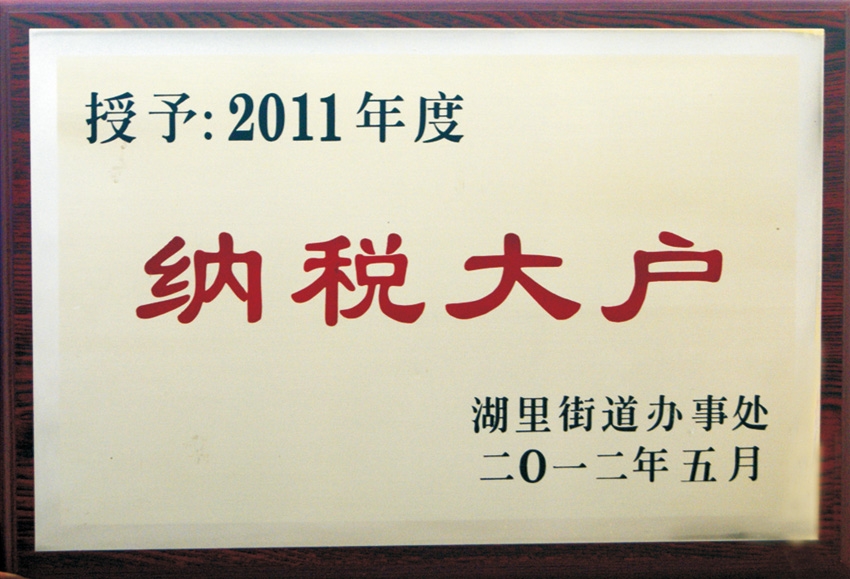 授予:2011年度
纳税大户
湖里街道办事处
二〇一二年五月